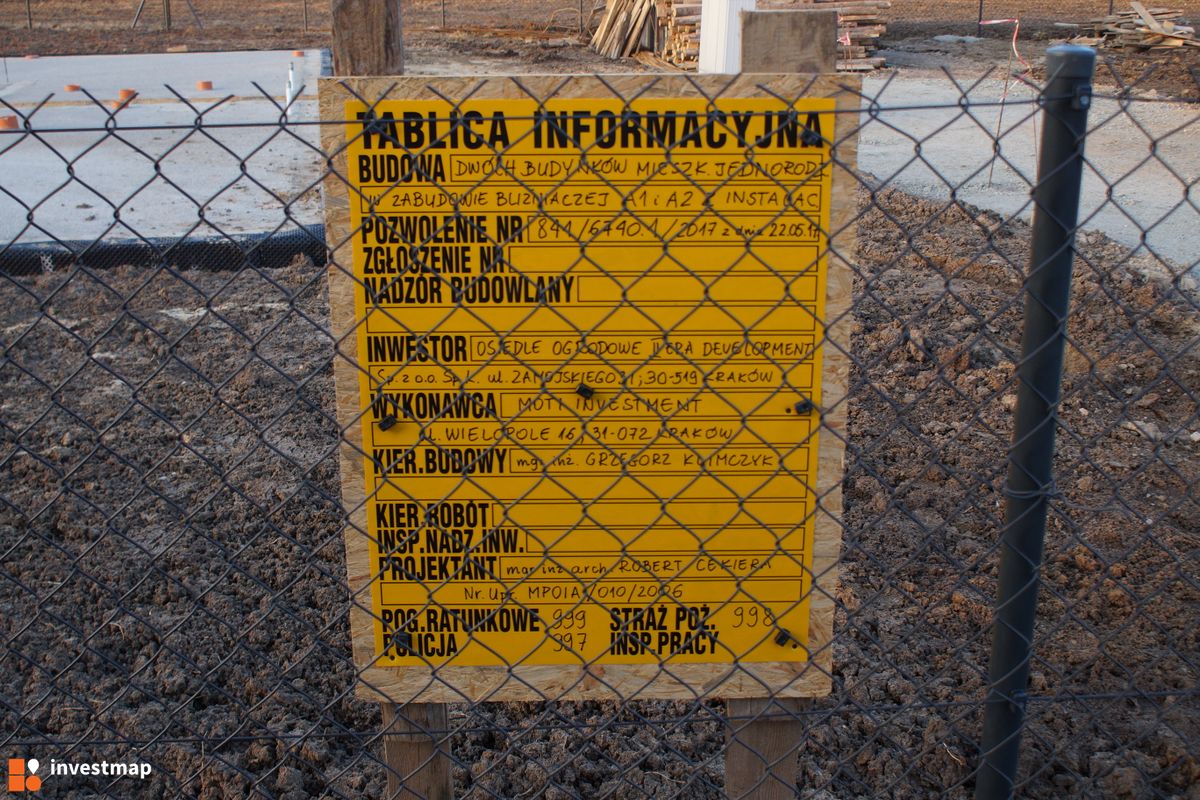 TABLICA INFORMACYJNA
BUDOWA DWÓCH BUDYNKÓW MIESZK. JEDNORODZ
W ZABUDOWIE BLIŹNIACZEJ A1 i A2 Z INSTALAC
POZWOLENIE NR 841/6740.1/2017 z dnia 22.05.17
ZGŁOSZENIE NR
NADZÓR BUDOWLANY
INWESTOR OSIEDLE OGRODOWE II ERA DEVELOPMENT
Sp. z o.o. Sp. k. ul. ZAMOJSKIEGO 31; 30-519 KRAKÓW
WYKONAWCA MOTK INVESTMENT
ul. WIELOPOLE 16, 31-072 KRAKÓW
KIER.BUDOWY mgr inż. GRZEGORZ KLIMCZYK
KIER.ROBÓT
INSP.NADZ.INW.
PROJEKTANT mgr inż. arch. ROBERT CEKIERA
Nr. Upr. MPOIA/010/2006
POG.RATUNKOWE 999 STRAŻ POŻ. 998
POLICJA 997 INSP.PRACY
investmap